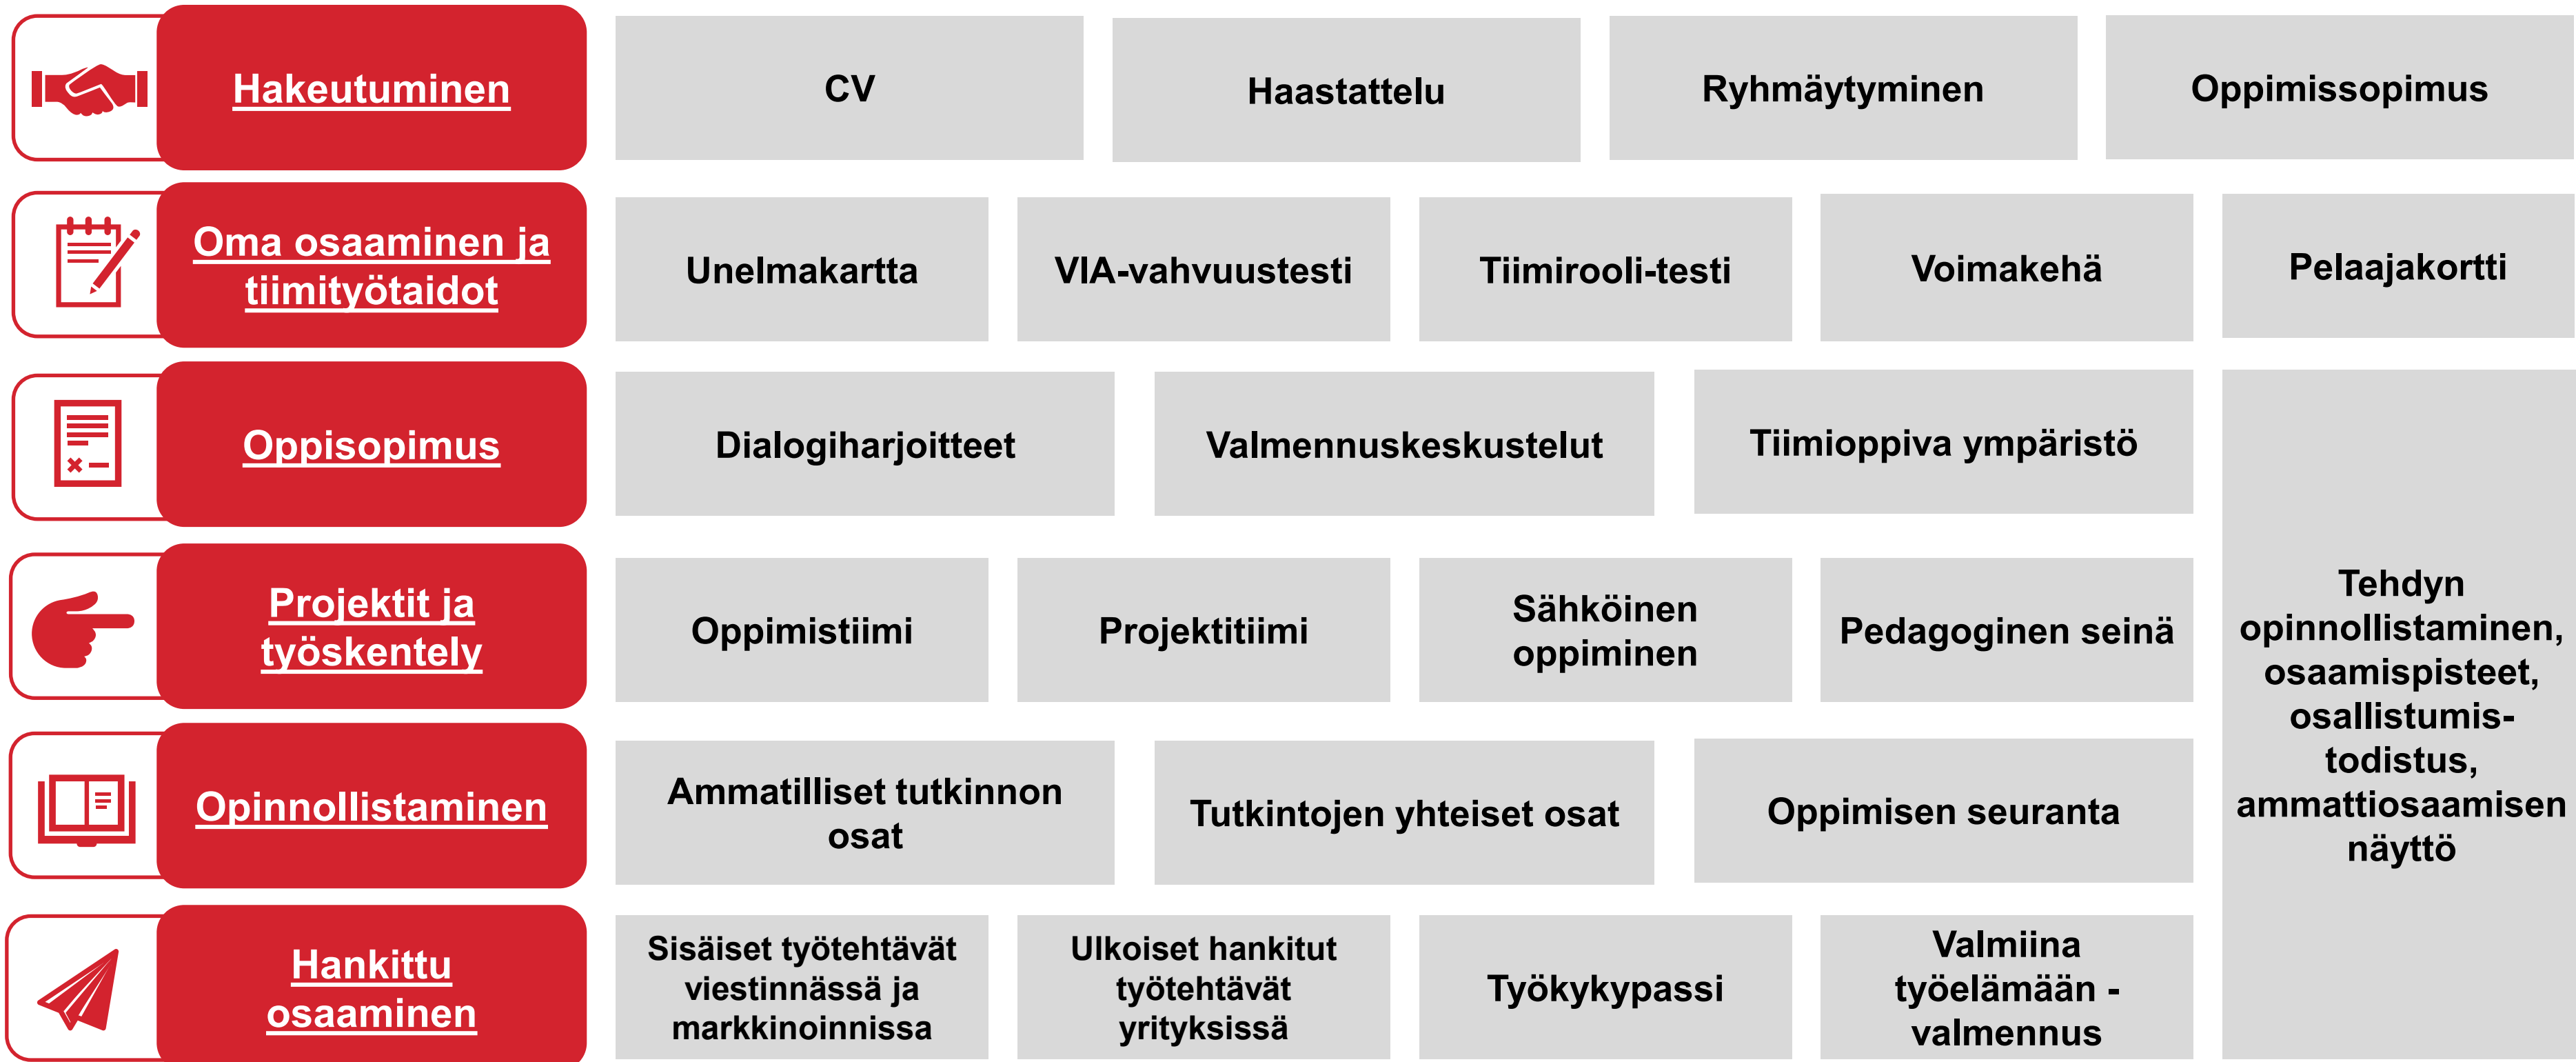 Hakeutuminen
CV
Haastattelu
Ryhmäytyminen
Oppimissopimus
Oma osaaminen ja
tiimityötaidot
Unelmakartta
VIA-vahvuustesti
Tiimirooli-testi
Voimakehä
Pelaajakortti
Oppisopimus
Dialogiharjoitteet
Valmennuskeskustelut
Tiimioppiva ympäristö
Projektit ja
työskentely
Oppimistiimi
Projektitiimi
Sähköinen
oppiminen
Pedagoginen seinä
Tehdyn
opinnollistaminen,
osaamispisteet,
osallistumis-
todistus,
ammattiosaamisen
näyttö
Opinnollistaminen
Ammatilliset tutkinnon
osat
Tutkintojen yhteiset osat
Oppimisen seuranta
Hankittu
osaaminen
Sisäiset työtehtävät
viestinnässä ja
markkinoinnissa
Ulkoiset hankitut
työtehtävät
yrityksissä
Työkykypassi
Valmiina
työelämään -
valmennus